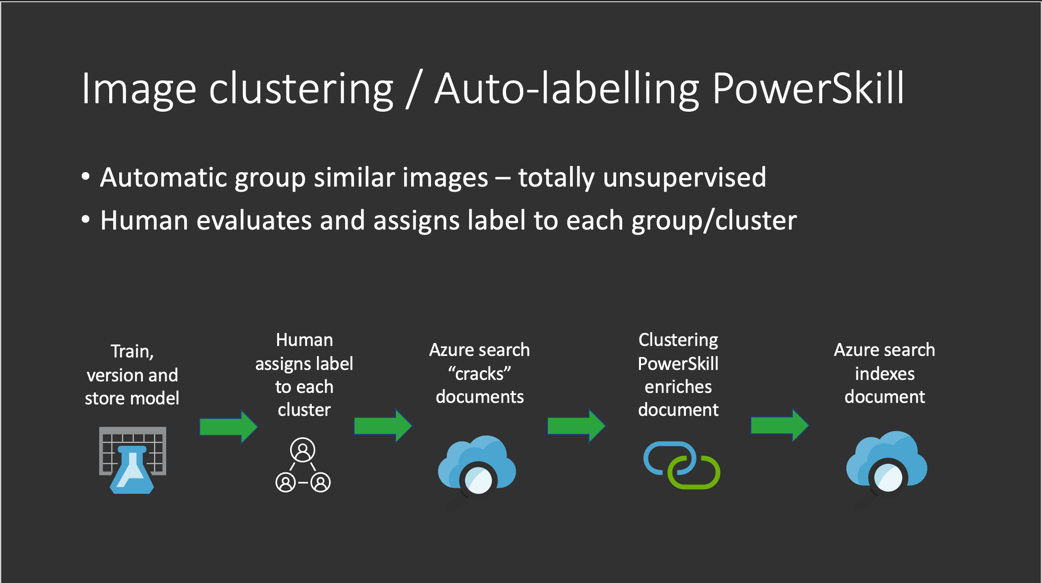 Image clustering / Auto-labelling PowerSkill
• Automatic group similar images – totally unsupervised
• Human evaluates and assigns label to each group/cluster
Train,
version and
store model
Human
assigns label
to each
cluster
Azure search
“cracks”
documents
Clustering
PowerSkill
enriches
document
Azure search
indexes
document